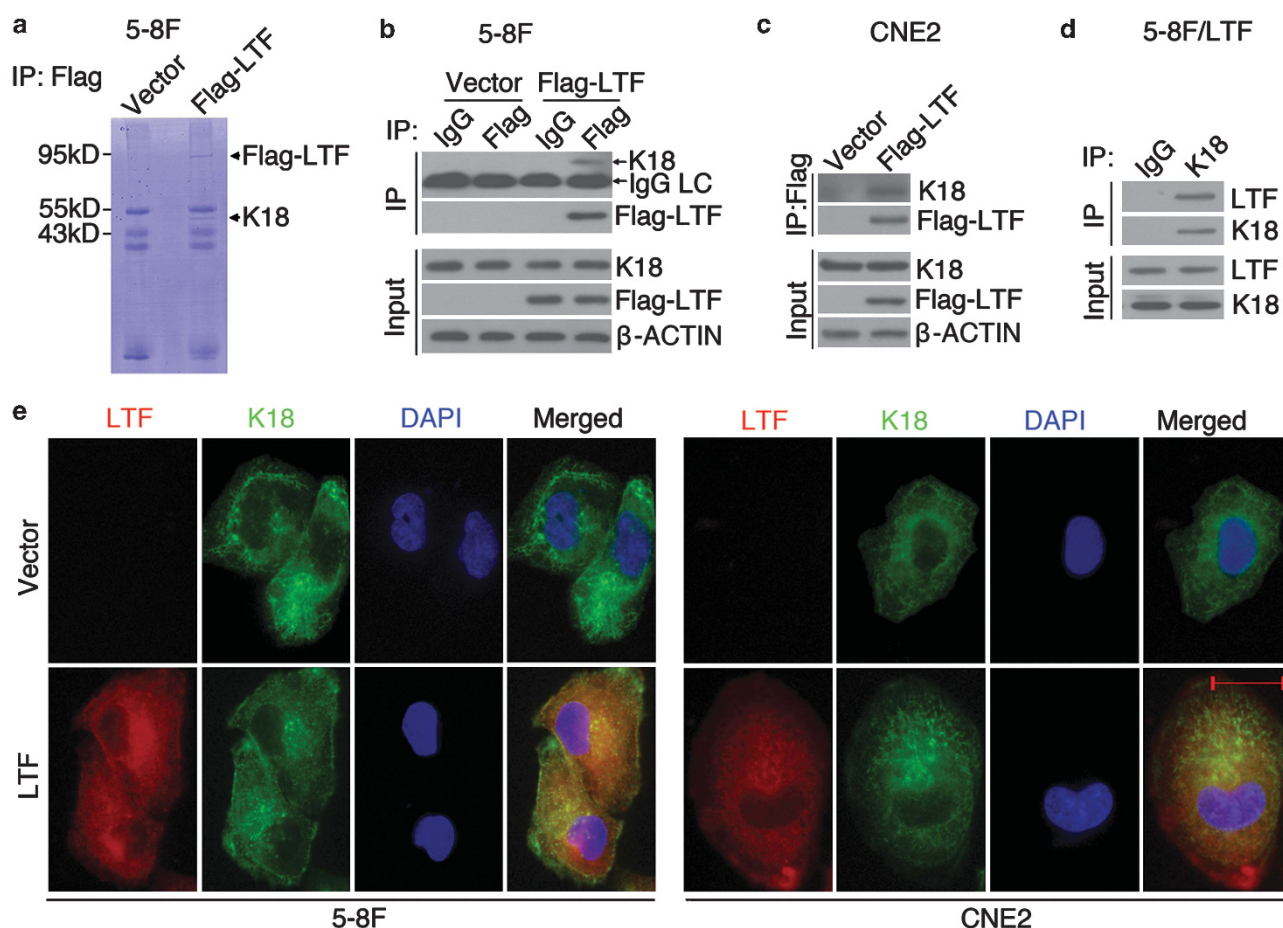 a
5-8F
IP: Flag
Vector
Flag-LTF
95kD
Flag-LTF
55kD
K18
43kD
b
5-8F
Vector
Flag-LTF
IP:
IgG
Flag
IgG
Flag
IP
K18
IgG LC
Flag-LTF
Input
K18
Flag-LTF
β-ACTIN
c
CNE2
Vector
Flag-LTF
IP:Flag
K18
Flag-LTF
Input
K18
Flag-LTF
β-ACTIN
d
5-8F/LTF
IP:
IgG
K18
IP
LTF
K18
Input
LTF
K18
e
LTF
K18
DAPI
Merged
LTF
K18
DAPI
Merged
Vector
LTF
5-8F
CNE2